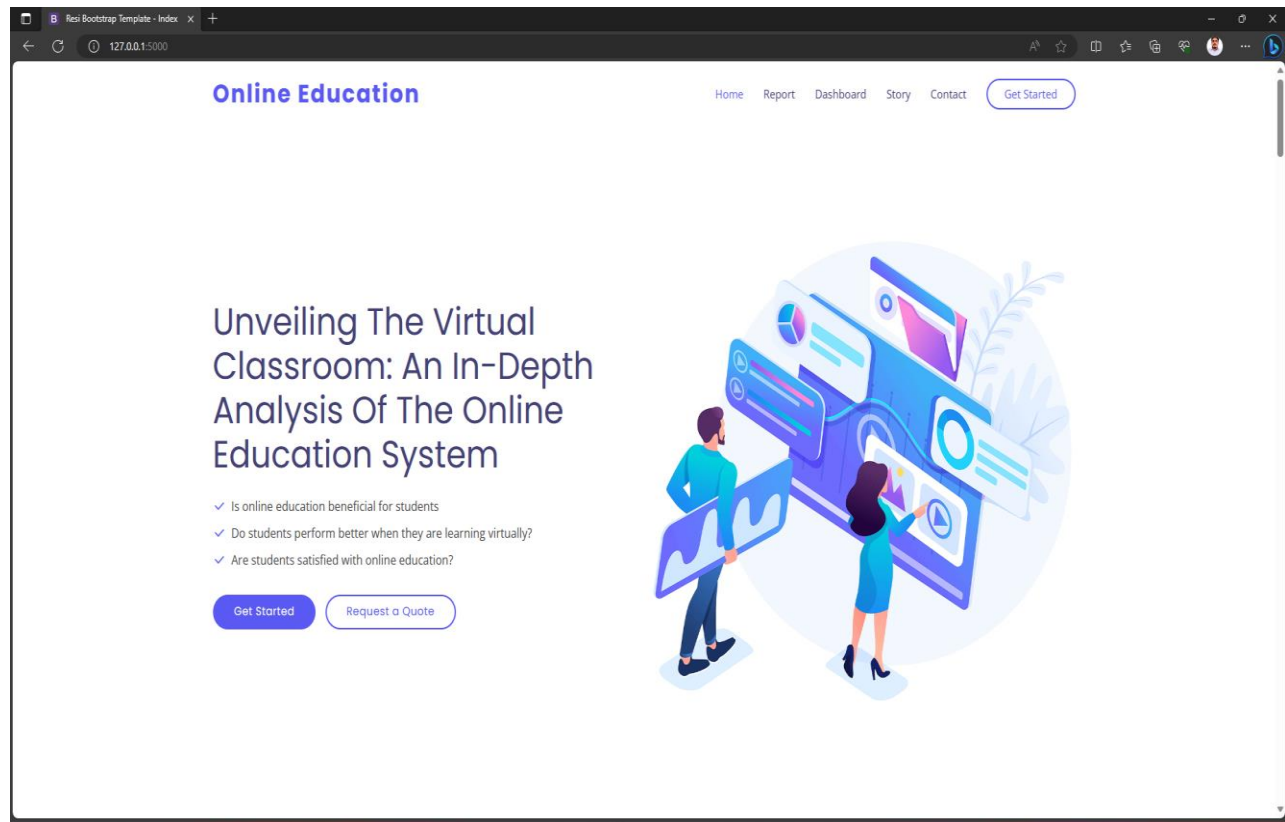 Resi Bootstrap Template - Index
127.0.0.1:5000
Online Education
Home Report Dashboard Story Contact Get Started
Unveiling The Virtual
Classroom: An In-Depth
Analysis Of The Online
Education System
Is online education beneficial for students
Do students perform better when they are learning virtually?
Are students satisfied with online education?
Get Started Request a Quote